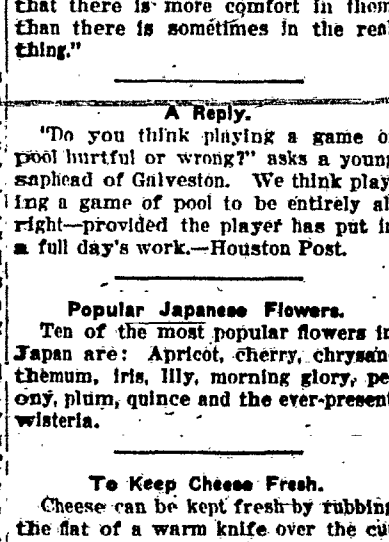 that there is more comfort in them
than there is sometimes in the real
thing."
A Reply.
"Do you think playing a game o
pool hurtful or wrong?" asks a young
saphead of Galveston. We think play
ing a game of pool to be entirely al
right—provided the player has put in
a full day's work.—Houston Post.
Popular Japanese Flowers.
Ten of the most popular flowers in
Japan are: Apricot, cherry, chrysan
themum, iris, lily, morning glory, pe
ony, plum, quince and the ever-present
wisteria.
To Keep Cheese Fresh.
Cheese can be kept fresh by rubbing
the flat of a warm knife over the cut